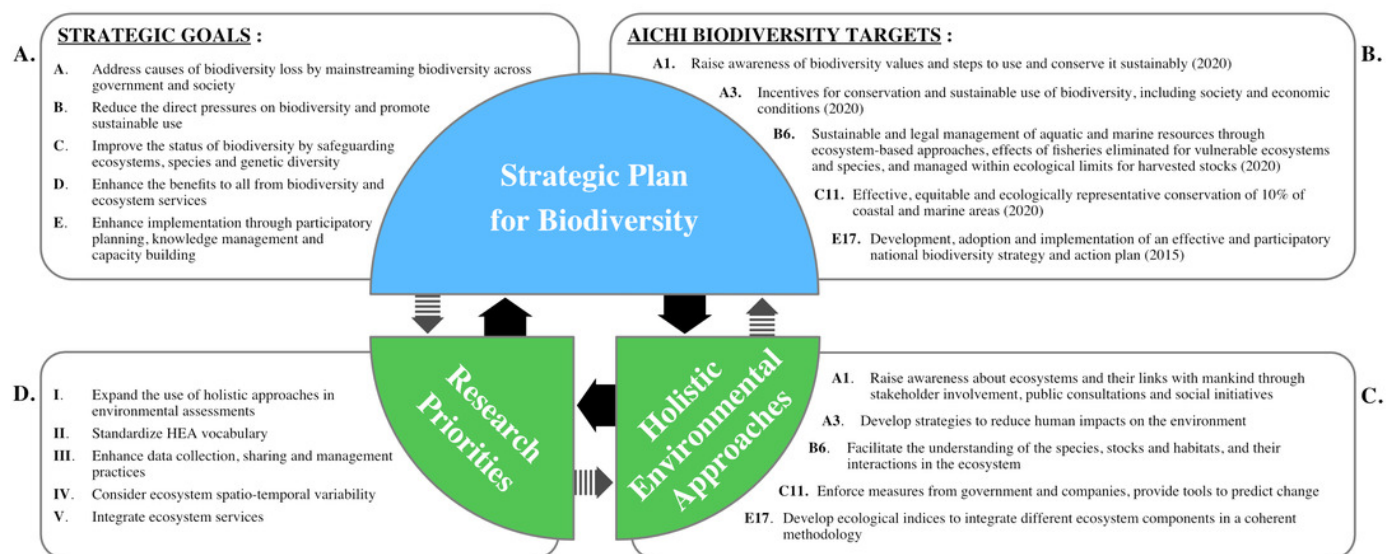 A.
STRATEGIC GOALS :
A. Address causes of biodiversity loss by mainstreaming biodiversity across
government and society
B. Reduce the direct pressures on biodiversity and promote
sustainable use
C. Improve the status of biodiversity by safeguarding
ecosystems, species and genetic diversity
D. Enhance the benefits to all from biodiversity and
ecosystem services
E. Enhance implementation through participatory
planning, knowledge management and
capacity building
B.
AICHI BIODIVERSITY TARGETS :
A1. Raise awareness of biodiversity values and steps to use and conserve it sustainably (2020)
A3. Incentives for conservation and sustainable use of biodiversity, including society and economic
conditions (2020)
B6. Sustainable and legal management of aquatic and marine resources through
ecosystem-based approaches, effects of fisheries eliminated for vulnerable ecosystems
and species, and managed within ecological limits for harvested stocks (2020)
C11. Effective, equitable and ecologically representative conservation of 10% of
coastal and marine areas (2020)
E17. Development, adoption and implementation of an effective and participatory
national biodiversity strategy and action plan (2015)
Strategic Plan
for Biodiversity
D.
I. Expand the use of holistic approaches in
environmental assessments
II. Standardize HEA vocabulary
III. Enhance data collection, sharing and management
practices
IV. Consider ecosystem spatio-temporal variability
V. Integrate ecosystem services
Research
Priorities
Holistic
Environmental
Approaches
C.
A1. Raise awareness about ecosystems and their links with mankind through
stakeholder involvement, public consultations and social initiatives
A3. Develop strategies to reduce human impacts on the environment
B6. Facilitate the understanding of the species, stocks and habitats, and their
interactions in the ecosystem
C11. Enforce measures from government and companies, provide tools to predict change
E17. Develop ecological indices to integrate different ecosystem components in a coherent
methodology